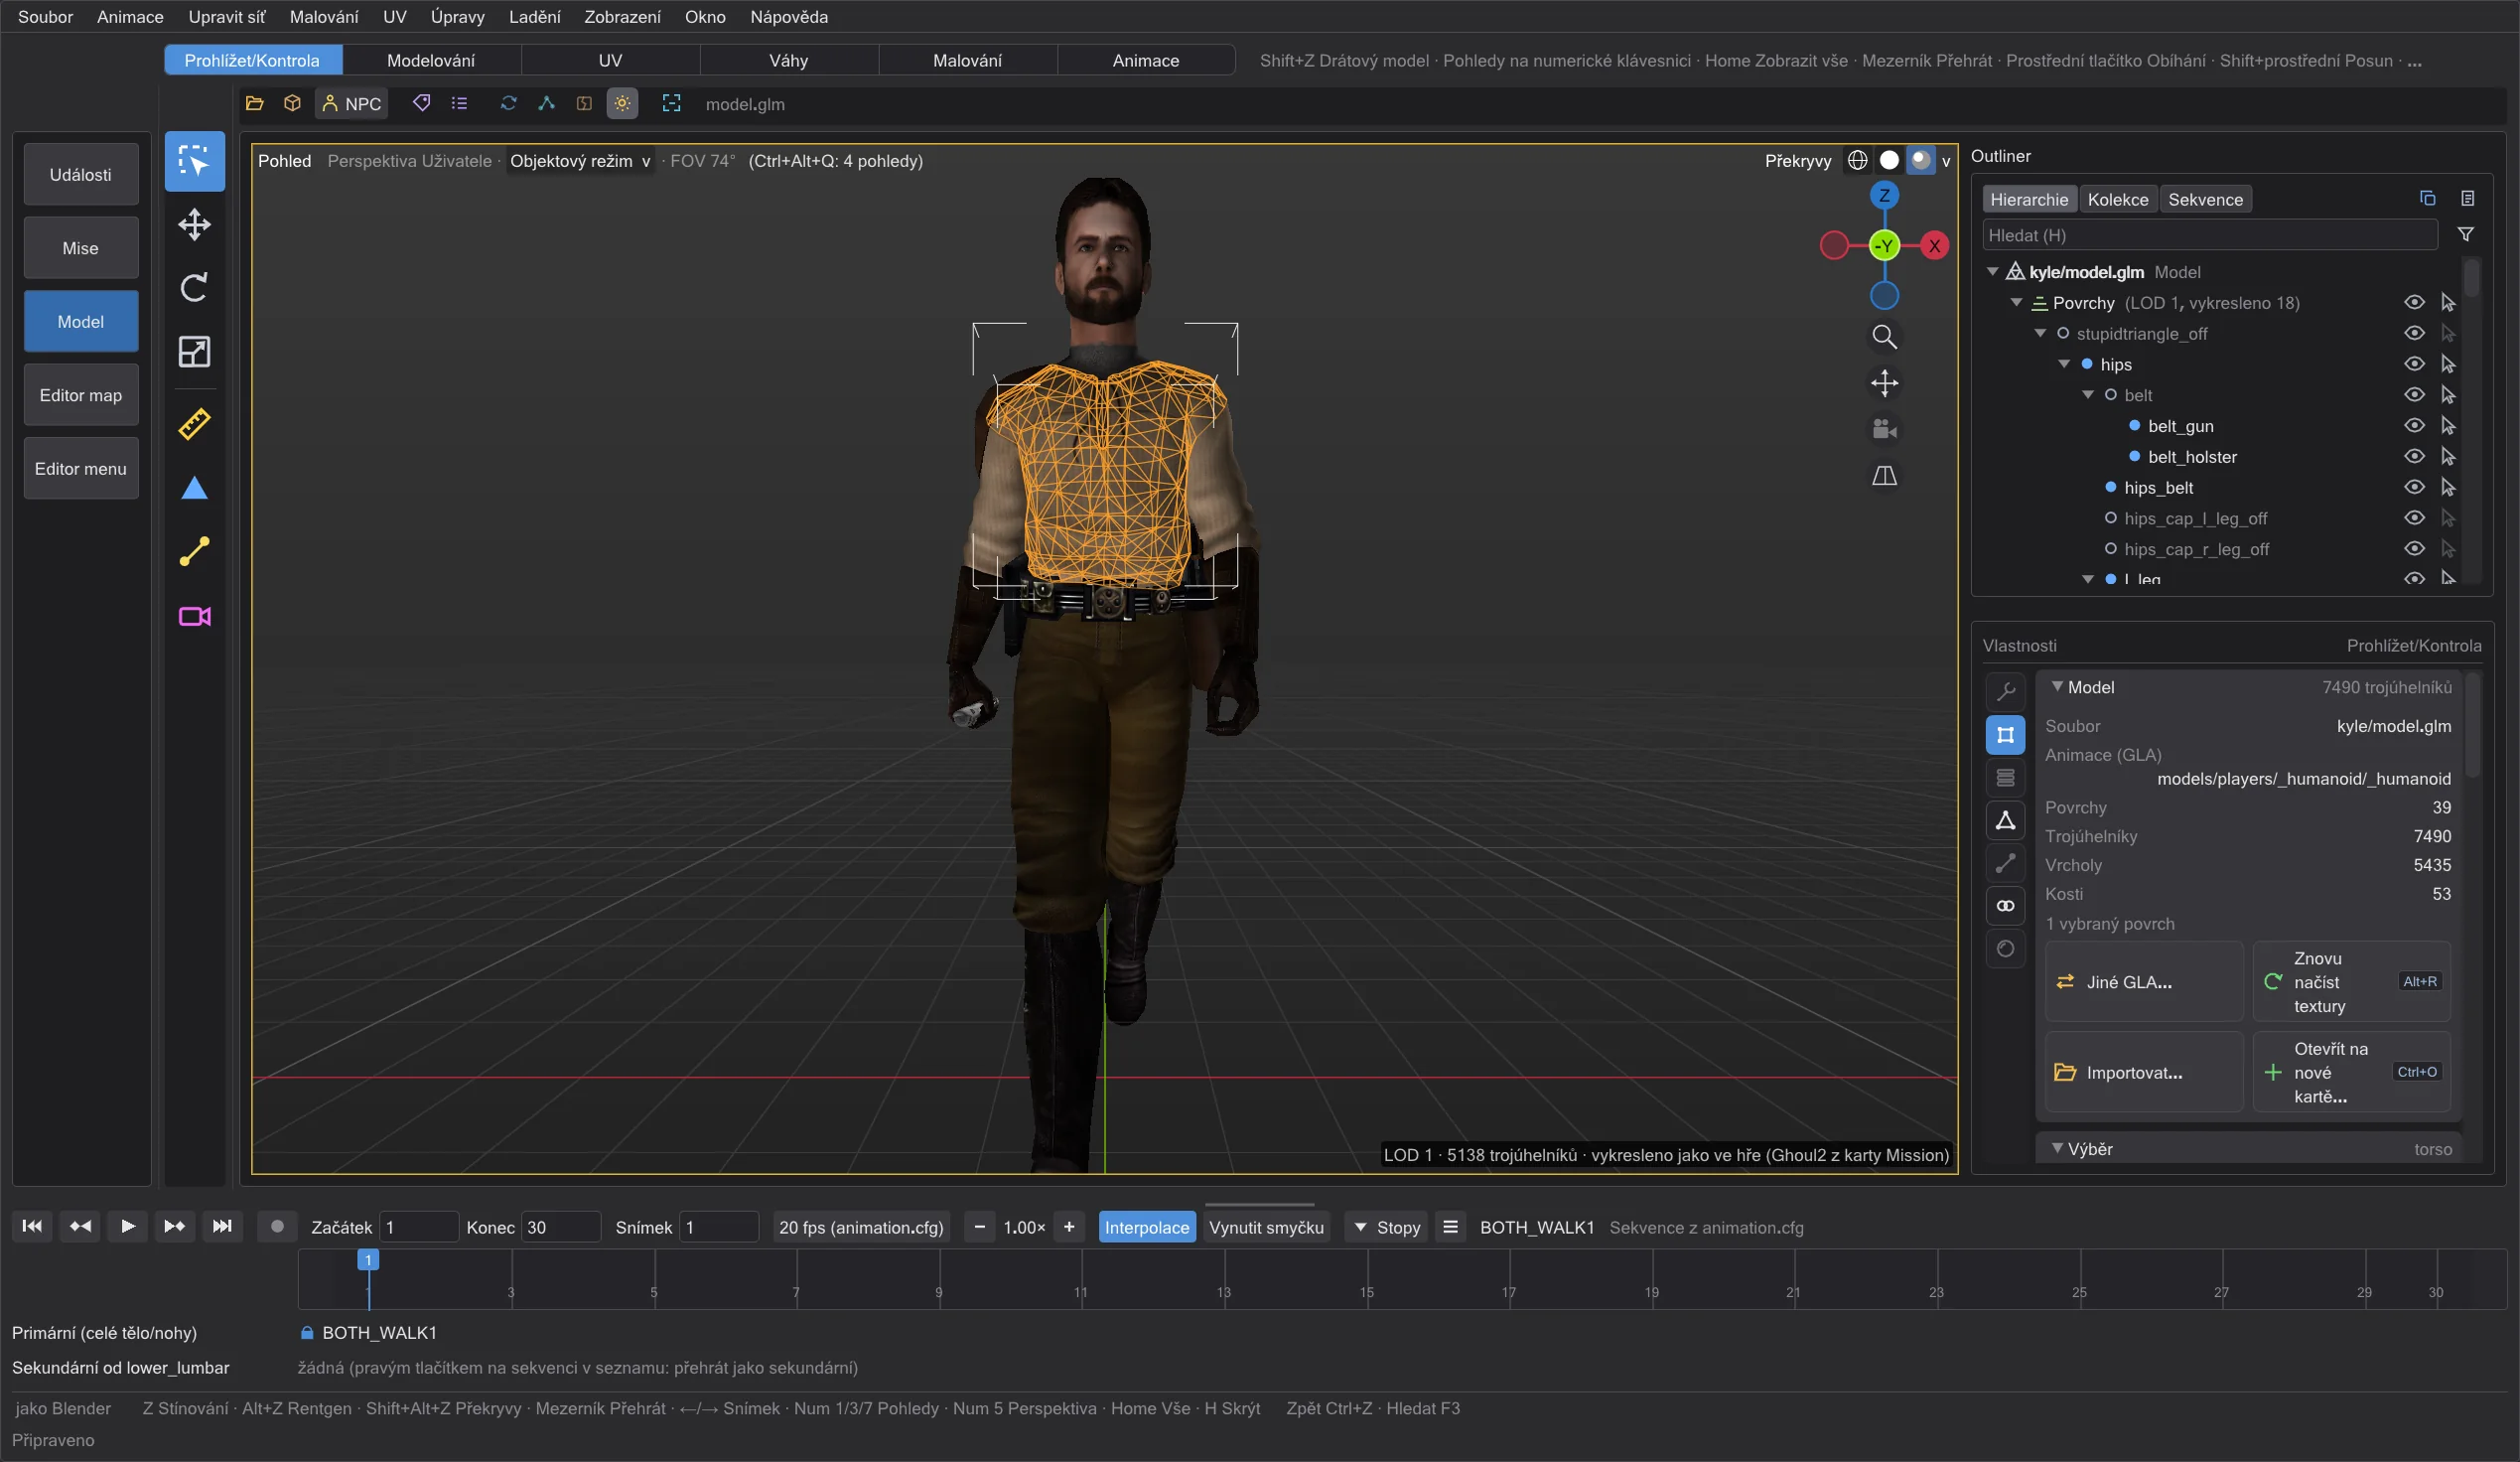 Soubor Animace Upravit síť Malování UV Úpravy Ladění Zobrazení Okno Nápověda
Prohlížet/Kontrola Modelování UV Váhy Malování Animace Shift+Z Drátový model · Pohledy na numerické klávesnici · Home Zobrazit vše · Mezerník Přehrát · Prostřední tlačítko Obíhání · Shift+prostřední Posun · ...
NPC model.glm
Události
Mise
Model
Editor map
Editor menu
Pohled Perspektiva Uživatele · Objektový režim v · FOV 74° (Ctrl+Alt+Q: 4 pohledy)
Překryvy v
Z
-Y X
LOD 1 · 5138 trojúhelníků · vykresleno jako ve hře (Ghoul2 z karty Mission)
Outliner
Hierarchie Kolekce Sekvence
Hledat (H)
kyle/model.glm Model
Povrchy (LOD 1, vykresleno 18)
stupidtriangle_off
hips
belt
belt_gun
belt_holster
hips_belt
hips_cap_l_leg_off
hips_cap_r_leg_off
l_leg
Vlastnosti Prohlížet/Kontrola
Model 7490 trojúhelníků
Soubor kyle/model.glm
Animace (GLA)
models/players/_humanoid/_humanoid
Povrchy 39
Trojúhelníky 7490
Vrcholy 5435
Kosti 53
1 vybraný povrch
Jiné GLA...
Znovu načíst textury Alt+R
Importovat...
Otevřít na nové kartě... Ctrl+O
Výběr torso
Začátek 1 Konec 30 Snímek 1 20 fps (animation.cfg) − 1.00× + Interpolace Vynutit smyčku Stopy BOTH_WALK1 Sekvence z animation.cfg
1
1 3 5 7 9 11 13 15 17 19 21 23 25 27 29 30
Primární (celé tělo/nohy) BOTH_WALK1
Sekundární od lower_lumbar žádná (pravým tlačítkem na sekvenci v seznamu: přehrát jako sekundární)
jako Blender Z Stínování · Alt+Z Rentgen · Shift+Alt+Z Překryvy · Mezerník Přehrát · ←/→ Snímek · Num 1/3/7 Pohledy · Num 5 Perspektiva · Home Vše · H Skrýt Zpět Ctrl+Z · Hledat F3
Připraveno